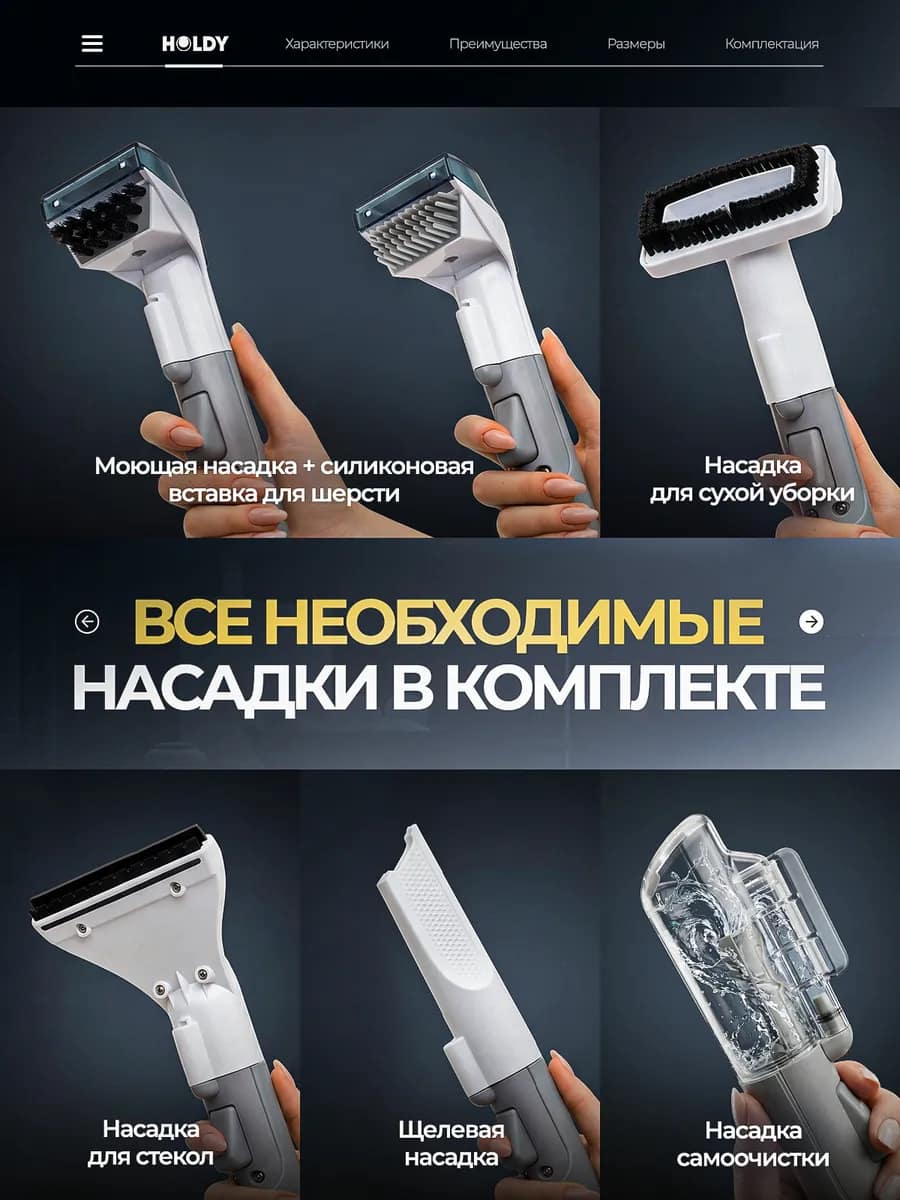 HOLDY
Характеристики
Преимущества
Размеры
Комплектация
Моющая насадка + силиконовая
вставка для шерсти
Насадка
для сухой уборки
ВСЕ НЕОБХОДИМЫЕ
НАСАДКИ В КОМПЛЕКТЕ
Насадка
для стекол
Щелевая
насадка
Насадка
самоочистки